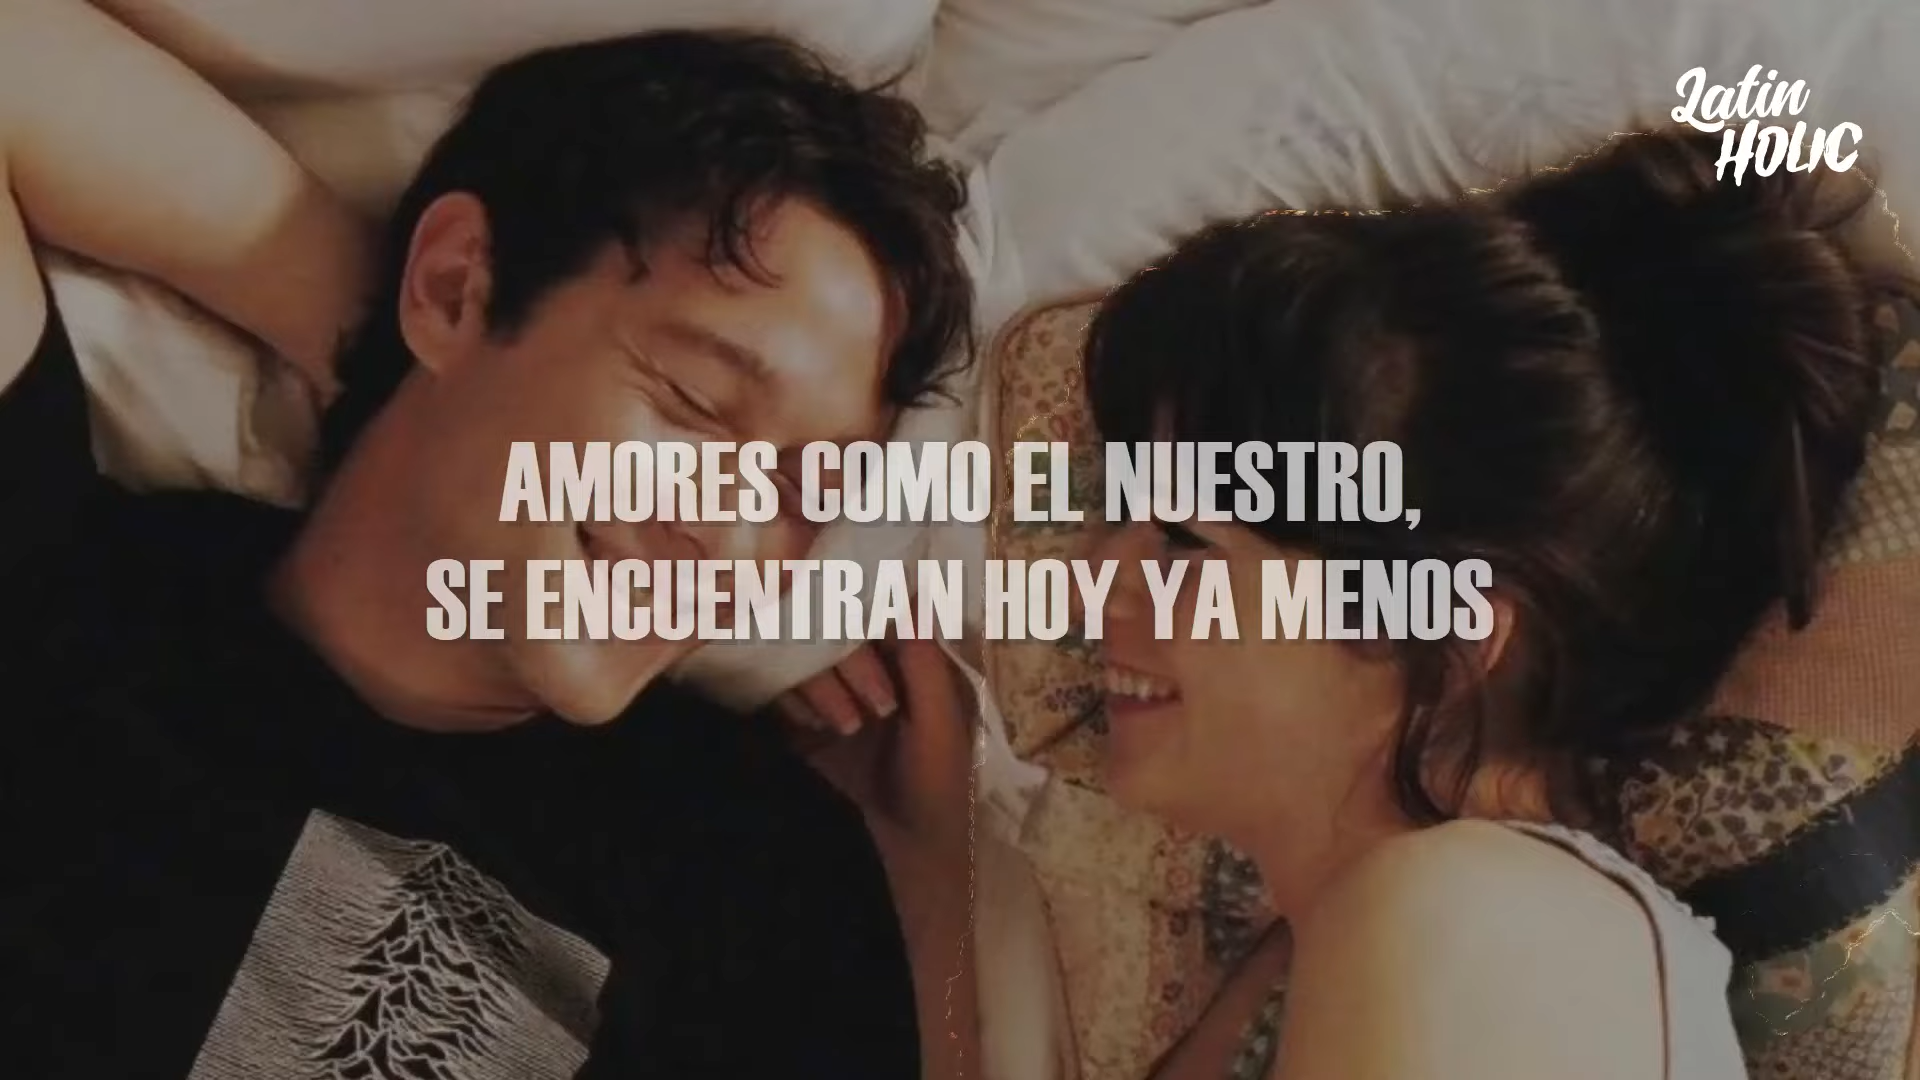 Latin
HOLIC
AMORES COMO EL NUESTRO,
SE ENCUENTRAN HOY YA MENOS